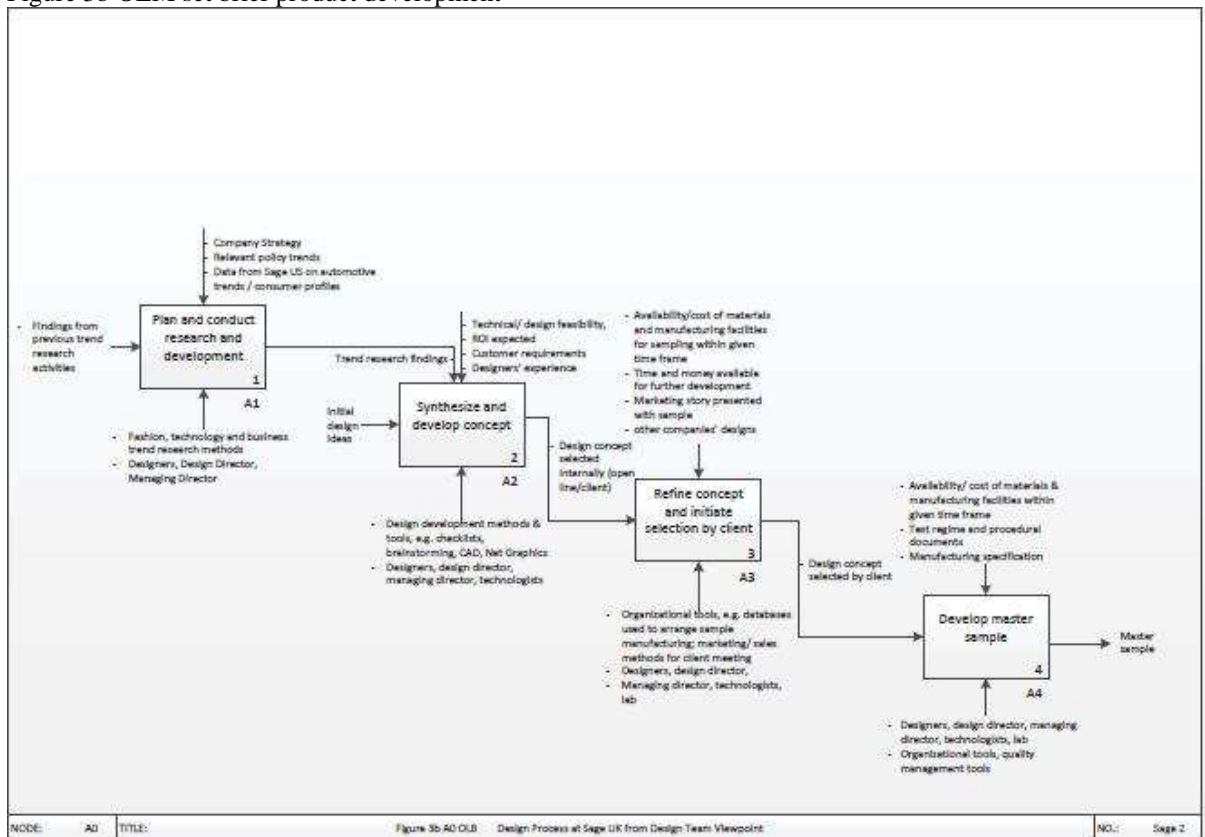 Figure 3b OEM set brief product development
- Company Strategy
- Relevant policy trends
- Data from Sage US on automotive
trends / consumer profiles
- Findings from
previous trend
research
activities
Plan and conduct
research and
development
1
A1
- Fashion, technology and business
trend research methods
- Designers, Design Director,
Managing Director
Trend research findings
- Technical/ design feasibility,
- ROI expected
- Customer requirements
- Designers' experience
Initial
design
ideas
Synthesize and
develop concept
2
A2
- Design development methods &
tools, e.g. checklists,
brainstorming, CAD, Net Graphics
- Designers, design director,
managing director, technologists
- Design concept
selected
internally (open
line/client)
- Availability/cost of materials
and manufacturing facilities
for sampling within given
time frame
- Time and money available
for further development
- Marketing story presented
with sample
- other companies' designs
Refine concept
and initiate
selection by client
3
A3
- Organizational tools, e.g. databases
used to arrange sample
manufacturing; marketing/ sales
methods for client meeting
- Designers, design director,
- Managing director, technologists,
lab
- Design concept
selected by client
- Availability/ cost of materials &
manufacturing facilities within
given time frame
- Test regime and procedural
documents
- Manufacturing specification
Develop master
sample
4
A4
- Master
sample
- Designers, design director, managing
director, technologists, lab
- Organizational tools, quality
management tools
NODE: A0 TITLE: Figure 3b A0 OLB Design Process at Sage UK from Design Team Viewpoint NO.: Sage 2